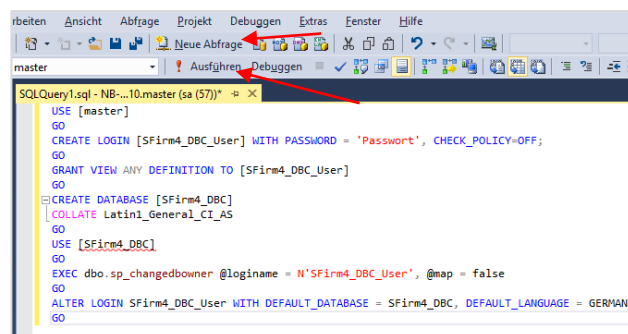 rbeiten Ansicht Abfrage Projekt Debuggen Extras Fenster Hilfe
Neue Abfrage
master Ausführen Debuggen
SQLQuery1.sql - NB-...10.master (sa (57))*
USE [master]
GO
CREATE LOGIN [SFirm4_DBC_User] WITH PASSWORD = 'Passwort', CHECK_POLICY=OFF;
GO
GRANT VIEW ANY DEFINITION TO [SFirm4_DBC_User]
GO
CREATE DATABASE [SFirm4_DBC]
COLLATE Latin1_General_CI_AS
GO
USE [SFirm4_DBC]
GO
EXEC dbo.sp_changedbowner @loginame = N'SFirm4_DBC_User', @map = false
GO
ALTER LOGIN SFirm4_DBC_User WITH DEFAULT_DATABASE = SFirm4_DBC, DEFAULT_LANGUAGE = GERMAN
GO